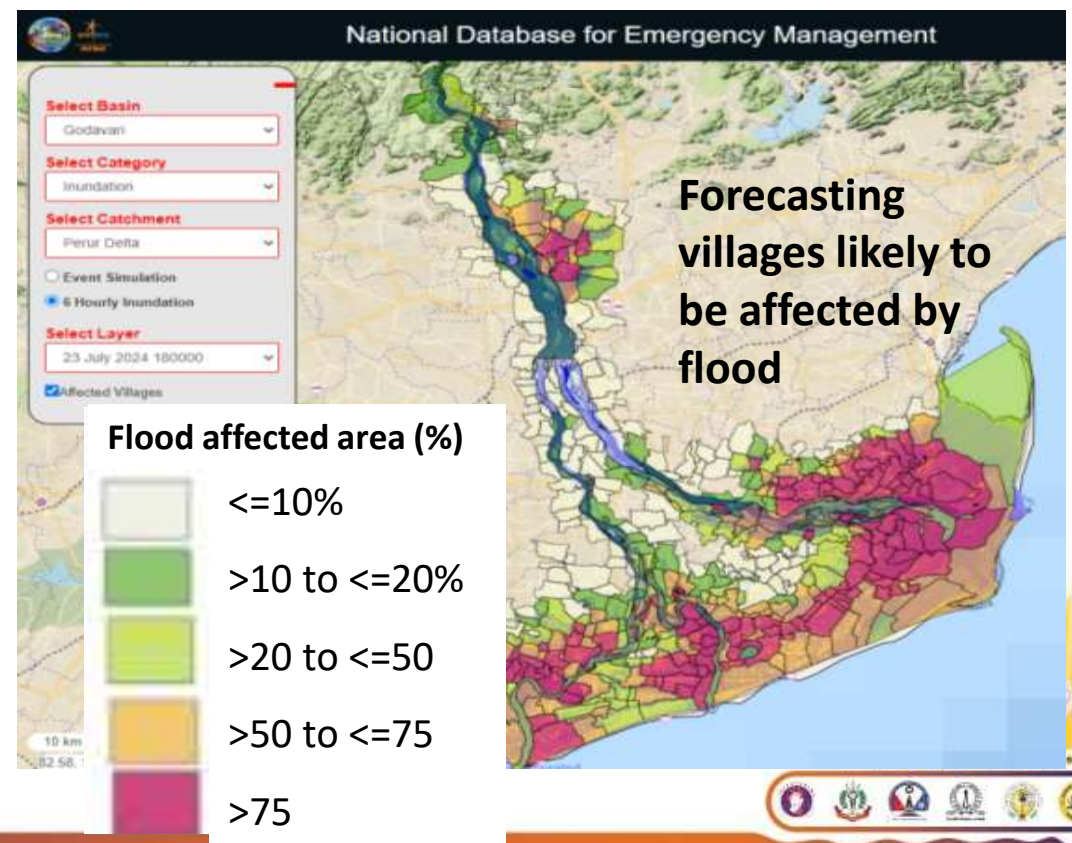 National Database for Emergency Management
Select Basin
Godavari
Select Category
Inundation
Select Catchment
Perur Delta
Event Simulation
6 Hourly Inundation
Select Layer
23 July 2024 180000
Affected Villages
Forecasting
villages likely to
be affected by
flood
Flood affected area (%)
<=10%
>10 to <=20%
>20 to <=50
>50 to <=75
>75
10 km
82.58,